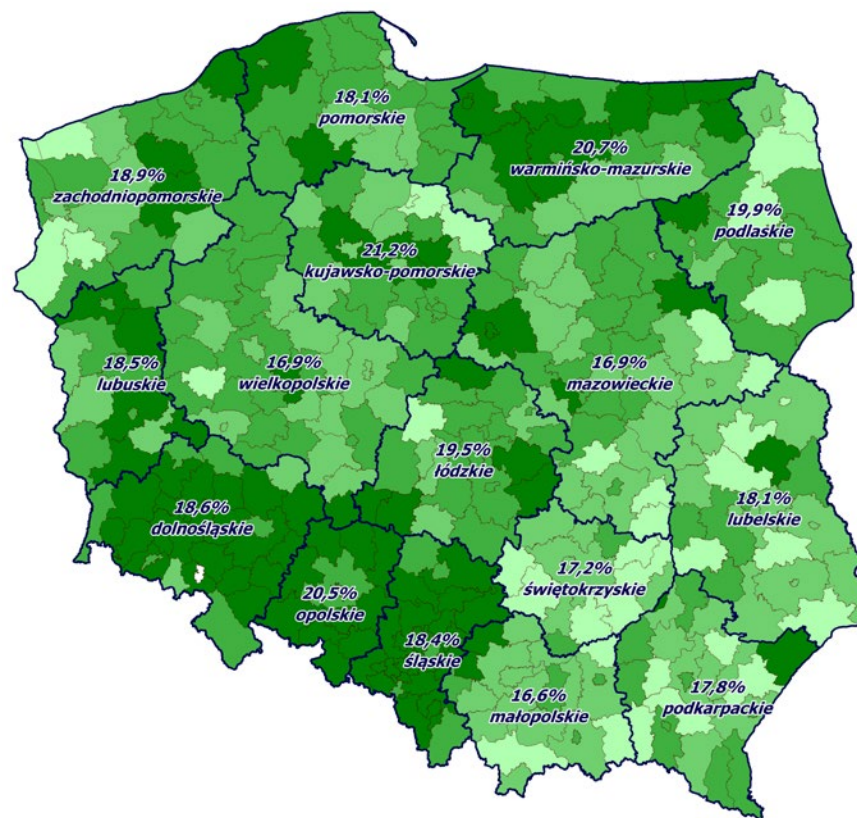 18,1%
pomorskie
20,7%
warmińsko-mazurskie
18,9%
zachodniopomorskie
19,9%
podlaskie
21,2%
kujawsko-pomorskie
18,5%
lubuskie
16,9%
wielkopolskie
16,9%
mazowieckie
19,5%
łódzkie
18,6%
dolnośląskie
18,1%
lubelskie
17,2%
świętokrzyskie
20,5%
opolskie
18,4%
śląskie
16,6%
małopolskie
17,8%
podkarpackie